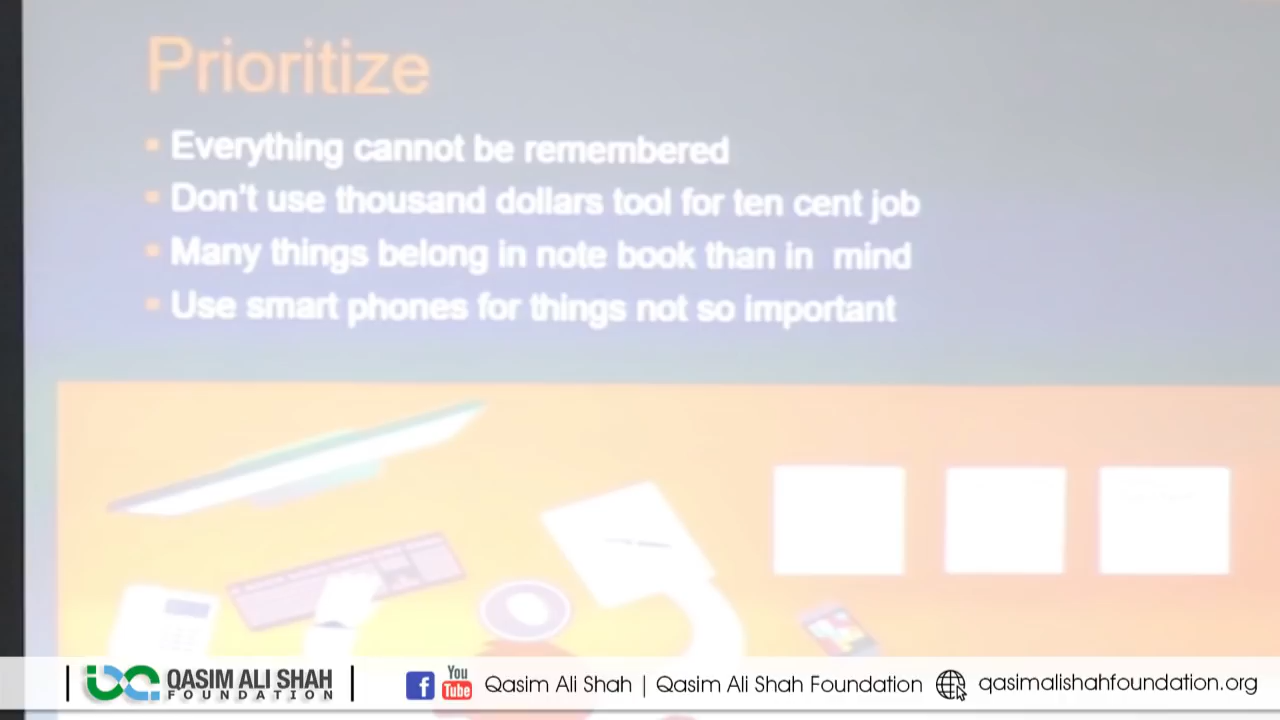 Prioritize
Everything cannot be remembered
Don't use thousand dollars tool for ten cent job
Many things belong in note book than in mind
Use smart phones for things not so important
QASIM ALI SHAH
FOUNDATION
f
You
Tube
Qasim Ali Shah | Qasim Ali Shah Foundation
qasimalishahfoundation.org